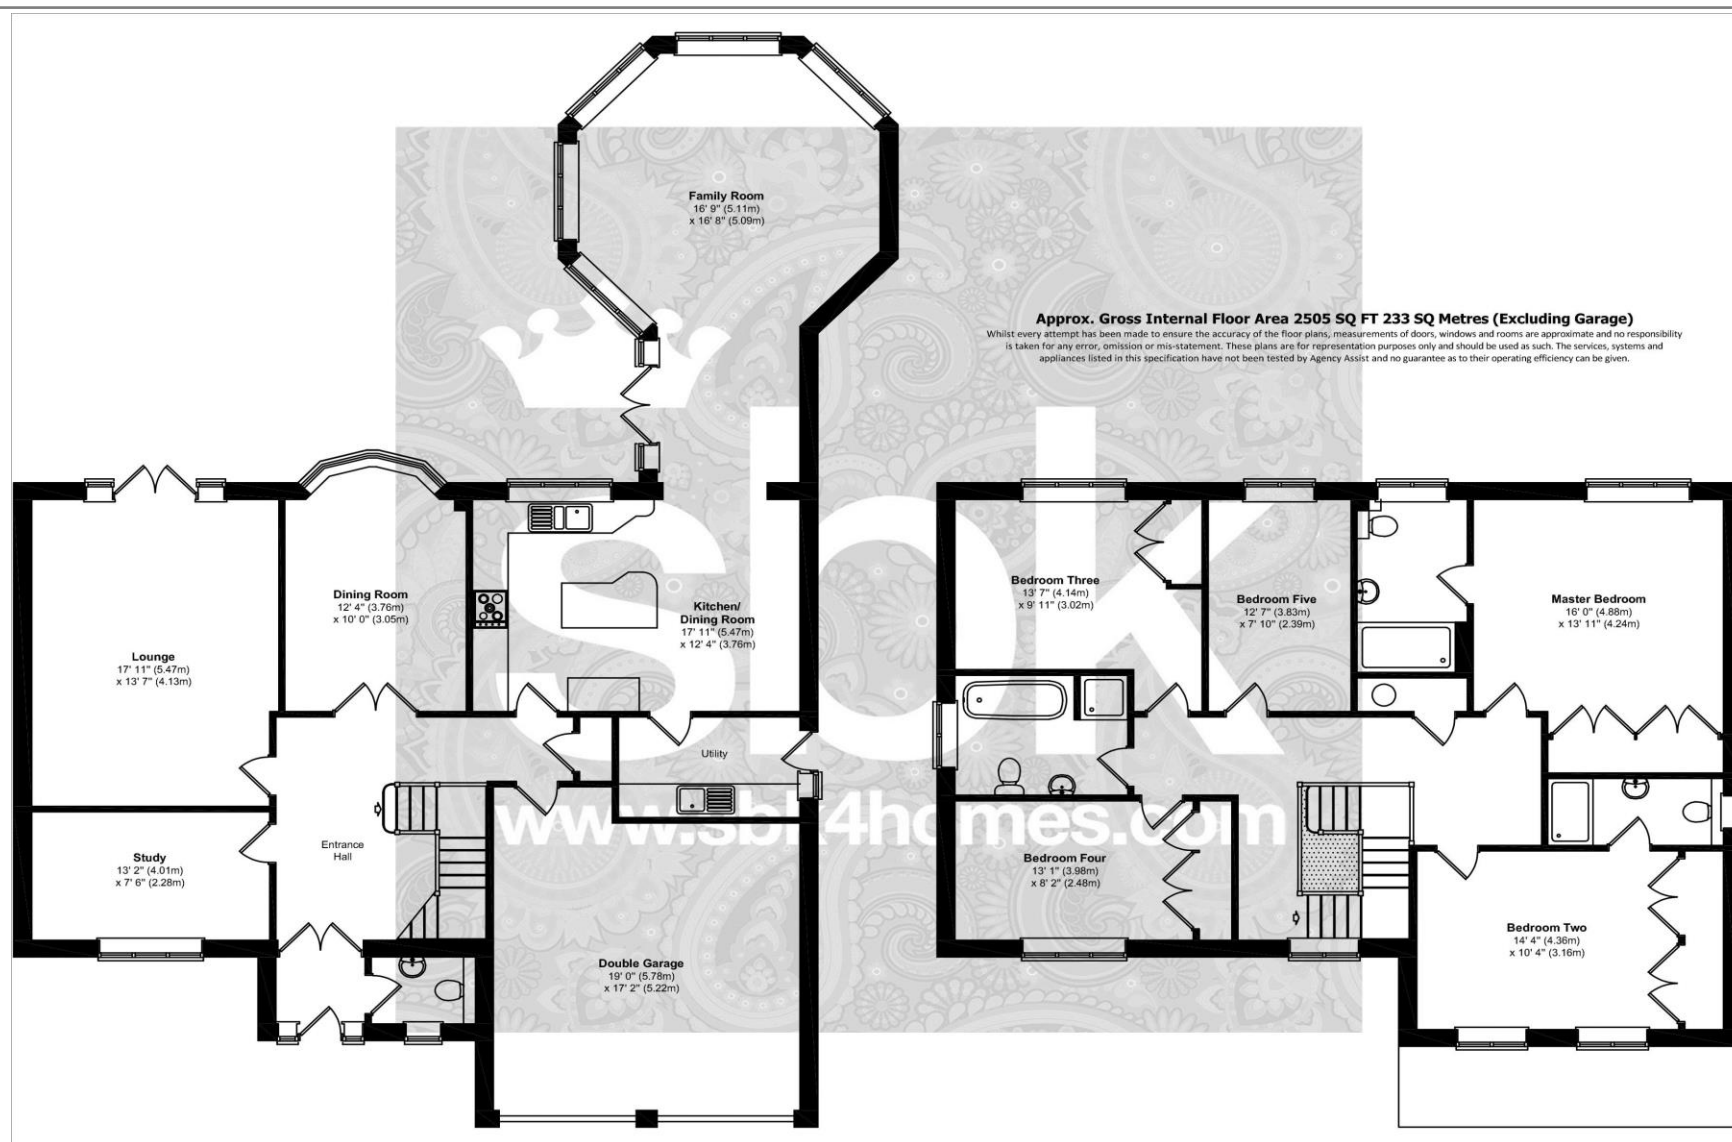 Family Room
16' 9" (5.11m)
x 16' 8" (5.09m)
Approx. Gross Internal Floor Area 2505 SQ FT 233 SQ Metres (Excluding Garage)
Whilst every attempt has been made to ensure the accuracy of the floor plans, measurements of doors, windows and rooms are approximate and no responsibility
is taken for any error, omission or mis-statement. These plans are for representation purposes only and should be used as such. The services, systems and
appliances listed in this specification have not been tested by Agency Assist and no guarantee as to their operating efficiency can be given.
Lounge
17' 11" (5.47m)
x 13' 7" (4.13m)
Dining Room
12' 4" (3.76m)
x 10' 0" (3.05m)
Kitchen/
Dining Room
17' 11" (5.47m)
x 12' 4" (3.76m)
Utility
Study
13' 2" (4.01m)
x 7' 6" (2.28m)
Entrance
Hall
Double Garage
19' 0" (5.78m)
x 17' 2" (5.22m)
Bedroom Three
13' 7" (4.14m)
x 9' 11" (3.02m)
Bedroom Five
12' 7" (3.83m)
x 7' 10" (2.39m)
Master Bedroom
16' 0" (4.88m)
x 13' 11" (4.24m)
Bedroom Four
13' 1" (3.98m)
x 8' 2" (2.48m)
Bedroom Two
14' 4" (4.36m)
x 10' 4" (3.16m)
sbk
www.sbk4homes.com